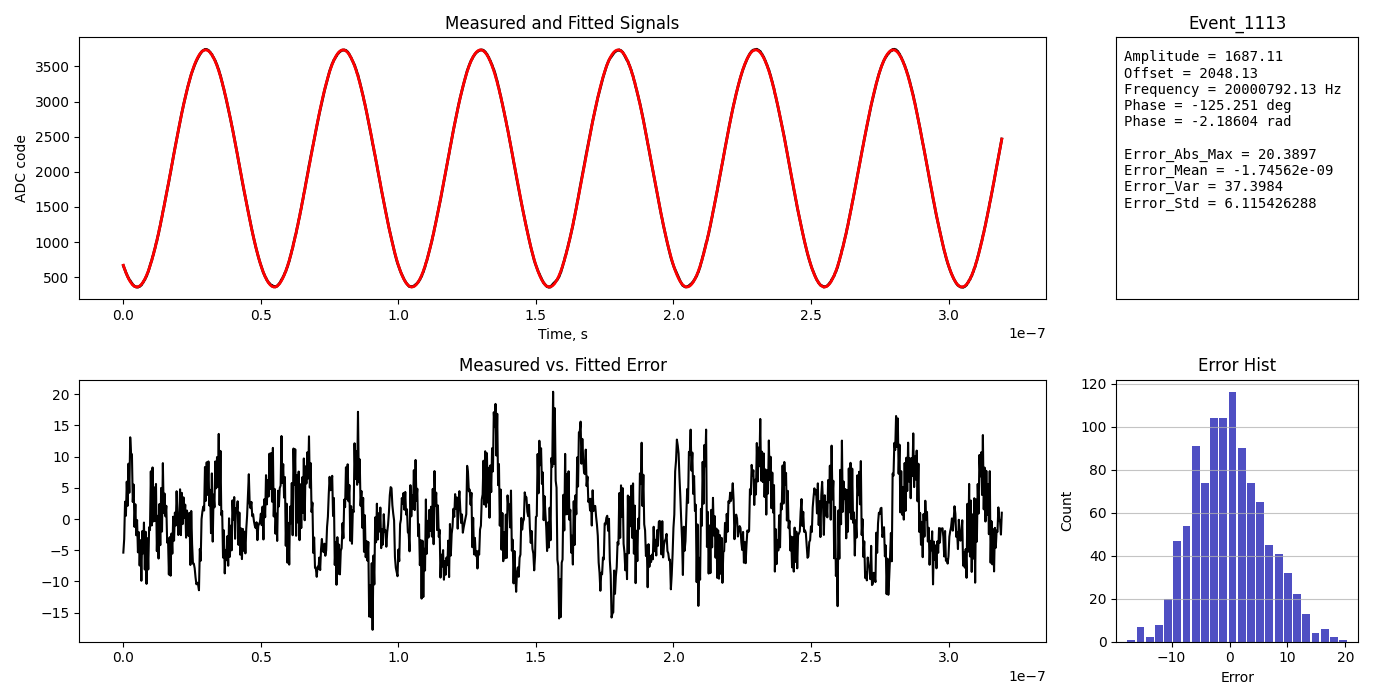 Measured and Fitted Signals
ADC code
3500
3000
2500
2000
1500
1000
500
0.0 0.5 1.0 1.5 2.0 2.5 3.0
Time, s
1e−7
Event_1113
Amplitude = 1687.11
Offset = 2048.13
Frequency = 20000792.13 Hz
Phase = -125.251 deg
Phase = -2.18604 rad
Error_Abs_Max = 20.3897
Error_Mean = -1.74562e-09
Error_Var = 37.3984
Error_Std = 6.115426288
Measured vs. Fitted Error
20
15
10
5
0
−5
−10
−15
0.0 0.5 1.0 1.5 2.0 2.5 3.0
1e−7
Error Hist
Count
120
100
80
60
40
20
0
−10 0 10 20
Error